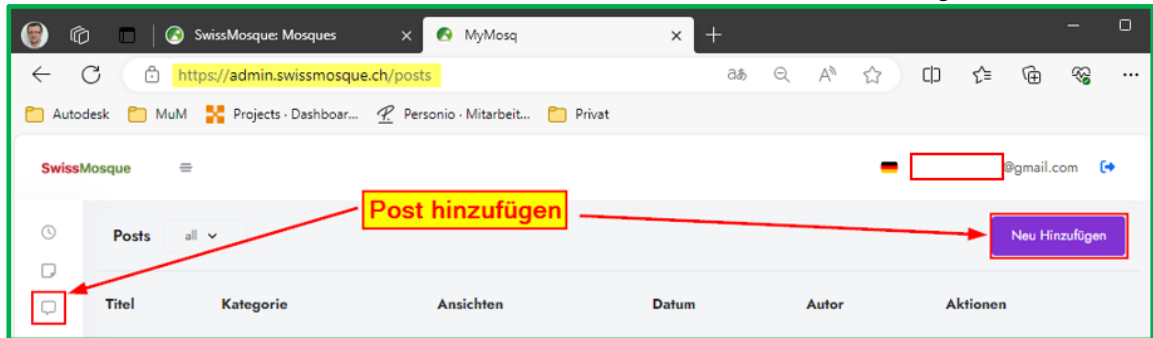 SwissMosque: Mosques
MyMosq
https://admin.swissmosque.ch/posts
Autodesk MuM Projects - Dashboar... Personio - Mitarbeit... Privat
SwissMosque @gmail.com
Post hinzufügen
Posts all Neu Hinzufügen
Titel Kategorie Ansichten Datum Autor Aktionen